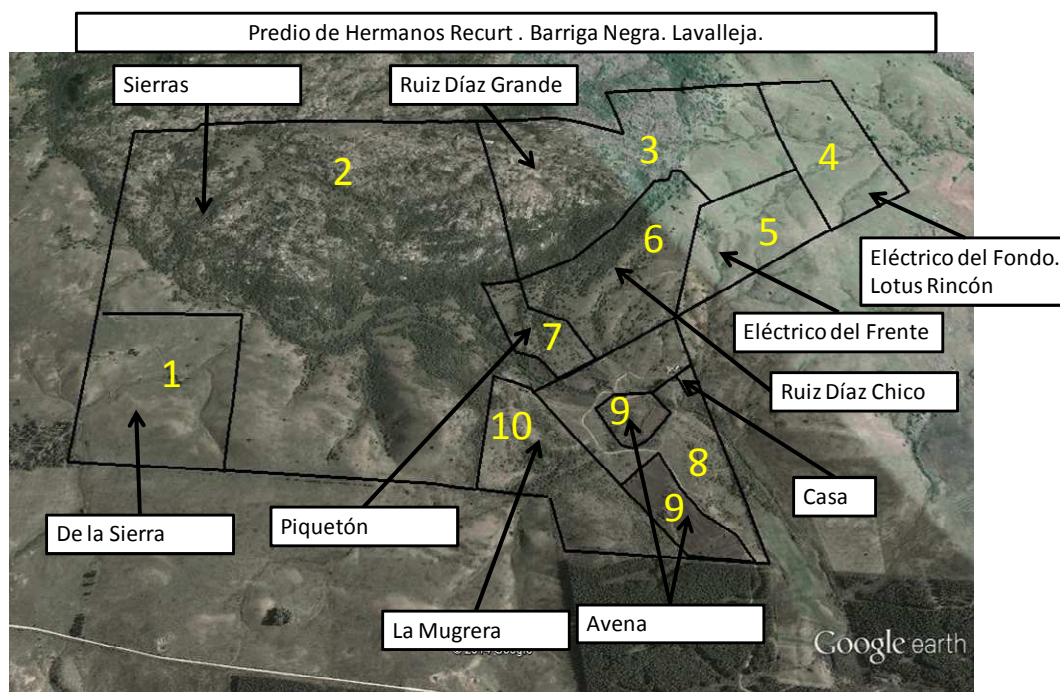 Predio de Hermanos Recurt . Barriga Negra. Lavalleja.
Sierras
Ruiz Díaz Grande
2
3
4
6
5
Eléctrico del Fondo.
Lotus Rincón
Eléctrico del Frente
7
1
Ruiz Díaz Chico
9
10
8
Casa
9
De la Sierra
Piquetón
La Mugrera
Avena
© 2014 Google
Google earth